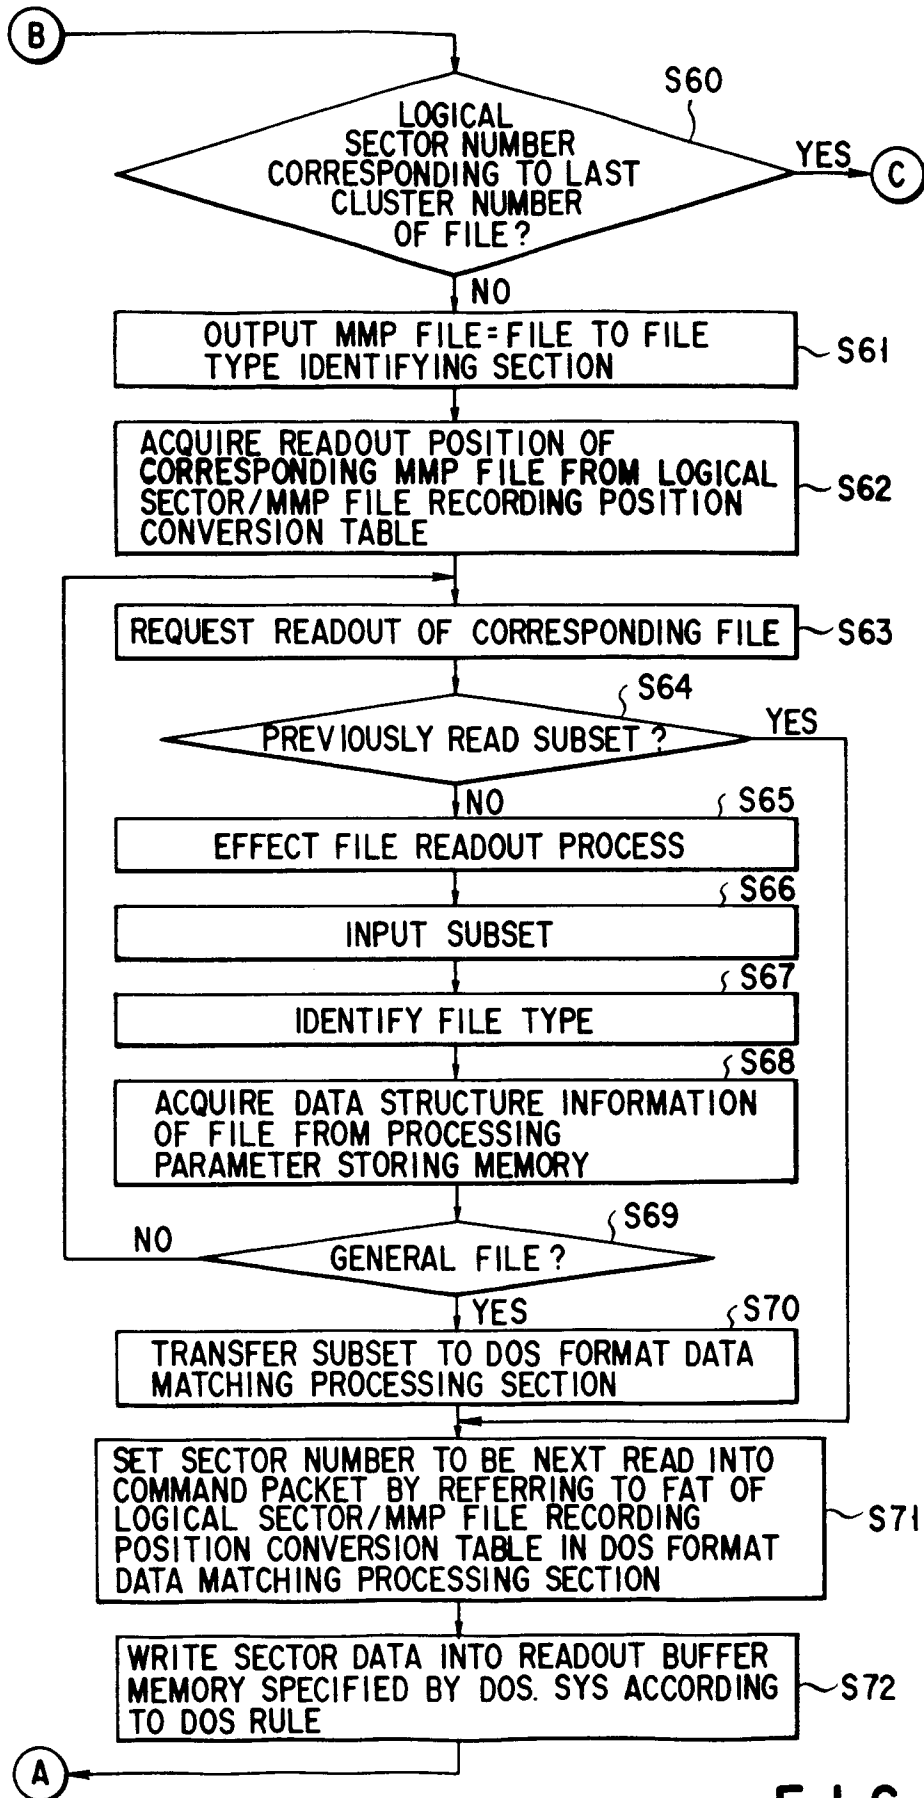 B
S60
LOGICAL
SECTOR NUMBER
CORRESPONDING TO LAST
CLUSTER NUMBER
OF FILE?
YES
C
NO
OUTPUT MMP FILE=FILE TO FILE
TYPE IDENTIFYING SECTION
S61
ACQUIRE READOUT POSITION OF
CORRESPONDING MMP FILE FROM LOGICAL
SECTOR/MMP FILE RECORDING POSITION
CONVERSION TABLE
S62
REQUEST READOUT OF CORRESPONDING FILE
S63
S64
PREVIOUSLY READ SUBSET?
YES
NO
S65
EFFECT FILE READOUT PROCESS
S66
INPUT SUBSET
S67
IDENTIFY FILE TYPE
S68
ACQUIRE DATA STRUCTURE INFORMATION
OF FILE FROM PROCESSING
PARAMETER STORING MEMORY
S69
NO
GENERAL FILE?
YES
S70
TRANSFER SUBSET TO DOS FORMAT DATA
MATCHING PROCESSING SECTION
SET SECTOR NUMBER TO BE NEXT READ INTO
COMMAND PACKET BY REFERRING TO FAT OF
LOGICAL SECTOR/MMP FILE RECORDING
POSITION CONVERSION TABLE IN DOS FORMAT
DATA MATCHING PROCESSING SECTION
S71
WRITE SECTOR DATA INTO READOUT BUFFER
MEMORY SPECIFIED BY DOS. SYS ACCORDING
TO DOS RULE
S72
A